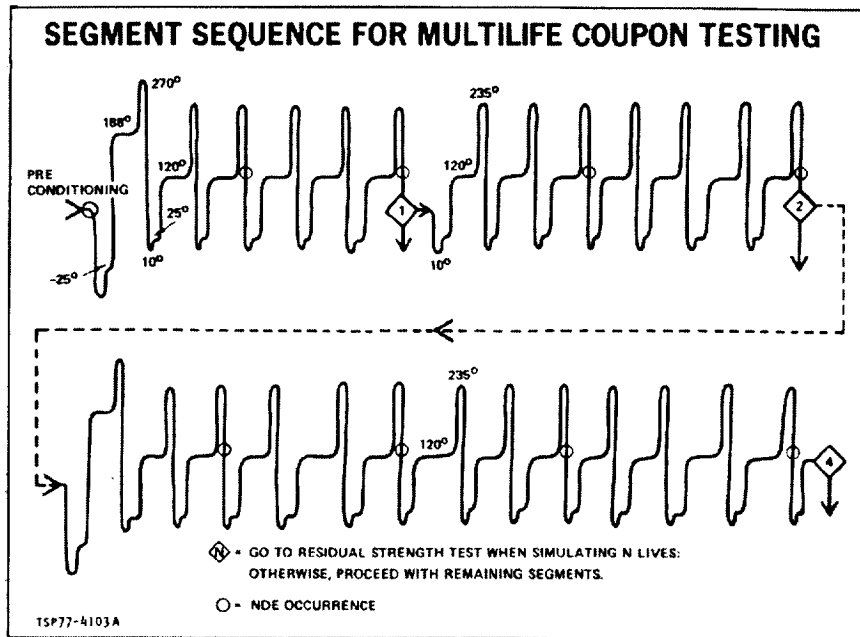 SEGMENT SEQUENCE FOR MULTILIFE COUPON TESTING
270°
188°
235°
120°
120°
PRE
CONDITIONING
25°
1
2
-25°
10°
10°
235°
120°
4
N = GO TO RESIDUAL STRENGTH TEST WHEN SIMULATING N LIVES:
OTHERWISE, PROCEED WITH REMAINING SEGMENTS.
○ = NDE OCCURRENCE
TSP77-4103A